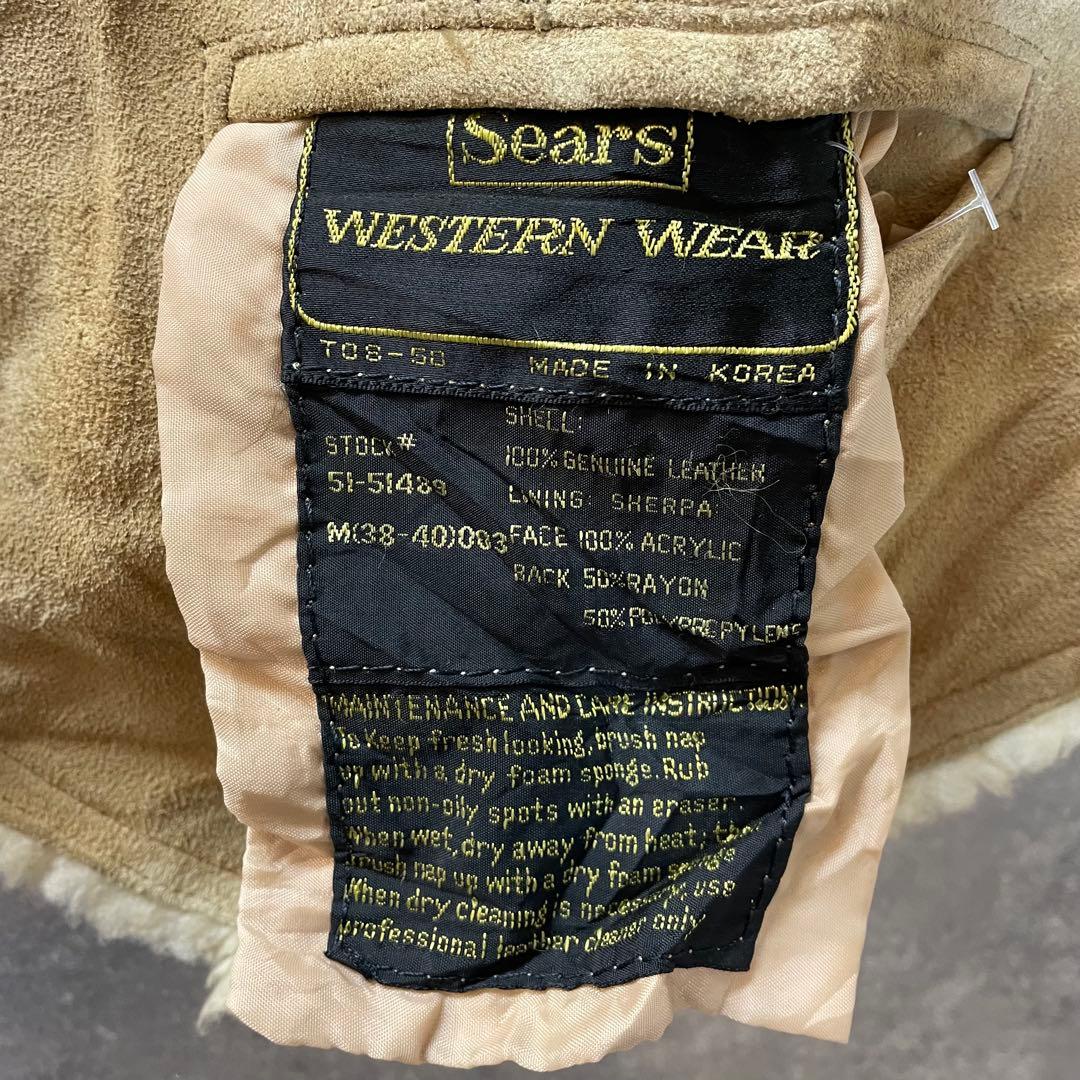 Sears
WESTERN WEAR
TO8-50 MADE IN KOREA
SHELL:
STOCK# 100% GENUINE LEATHER
51-51489 LINING: SHERPA:
M(38-40)093 FACE 100% ACRYLIC
BACK 50% RAYON
50% POLYPROPYLENE
MAINTENANCE AND CARE INSTRUCTION
To Keep fresh looking, brush nap
up with a dry foam sponge. Rub
out non-oily spots with an eraser.
When wet, dry away from heat, then
brush nap up with a dry foam sponge
When dry cleaning is necessary, use
professional leather cleaner only